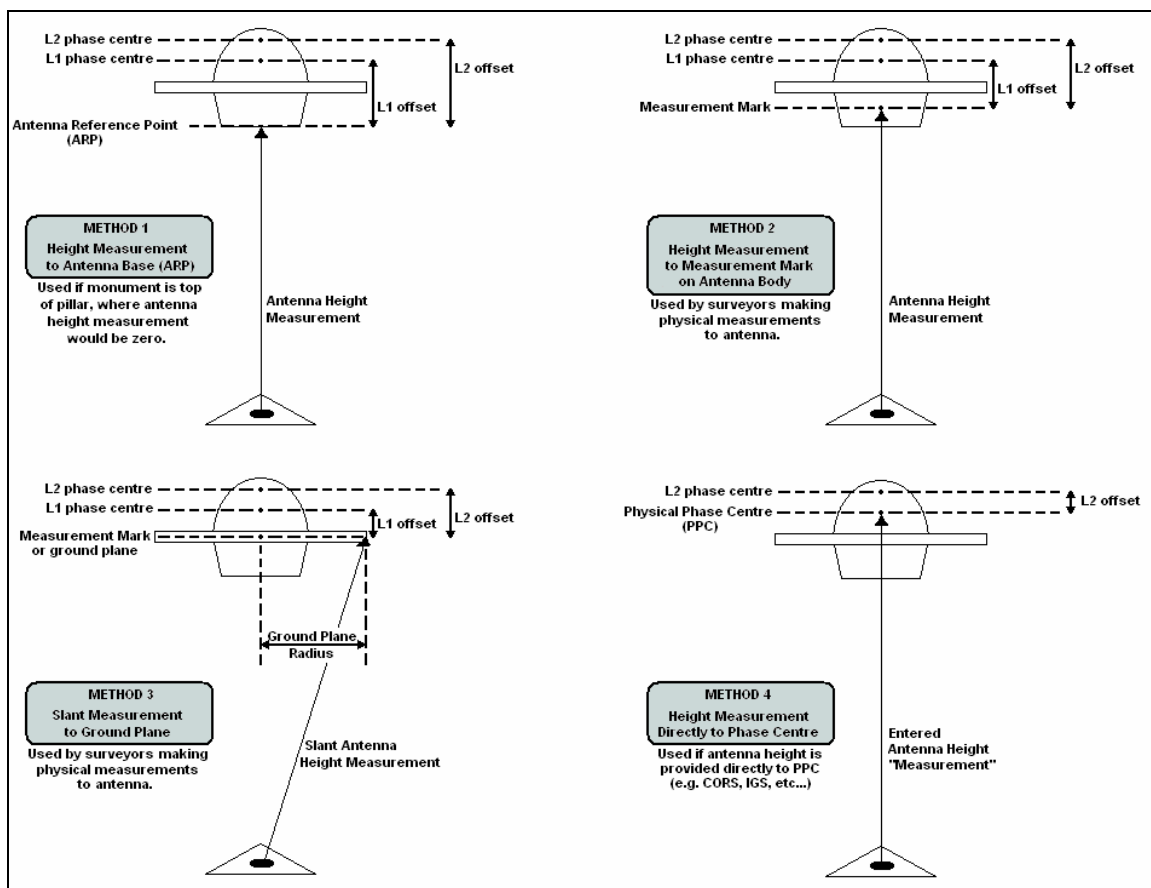 L2 phase centre
L1 phase centre
L2 offset
L1 offset
Antenna Reference Point
(ARP)
METHOD 1
Height Measurement
to Antenna Base (ARP)
Used if monument is top
of pillar, where antenna
height measurement
would be zero.
Antenna Height
Measurement
L2 phase centre
L1 phase centre
L2 offset
L1 offset
Measurement Mark
METHOD 2
Height Measurement
to Measurement Mark
on Antenna Body
Used by surveyors making
physical measurements
to antenna.
Antenna Height
Measurement
L2 phase centre
L1 phase centre
L1 offset
L2 offset
Measurement Mark
or ground plane
Ground Plane
Radius
METHOD 3
Slant Measurement
to Ground Plane
Used by surveyors making
physical measurements
to antenna.
Slant Antenna
Height Measurement
L2 phase centre
L2 offset
Physical Phase Centre
(PPC)
METHOD 4
Height Measurement
Directly to Phase Centre
Used if antenna height is
provided directly to PPC
(e.g. CORS, IGS, etc...)
Entered
Antenna Height
"Measurement"